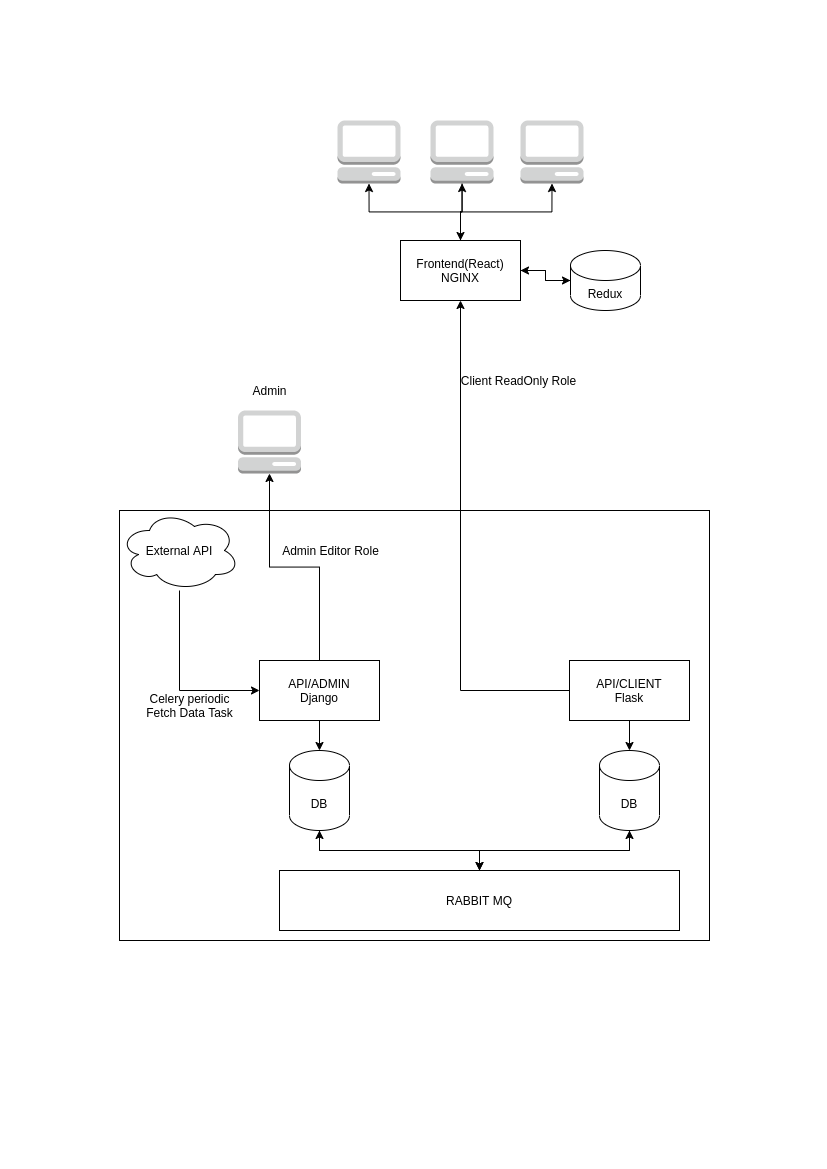 Frontend(React)
NGINX
Redux
Client ReadOnly Role
Admin
External API
Admin Editor Role
API/ADMIN
Django
API/CLIENT
Flask
Celery periodic
Fetch Data Task
DB
DB
RABBIT MQ